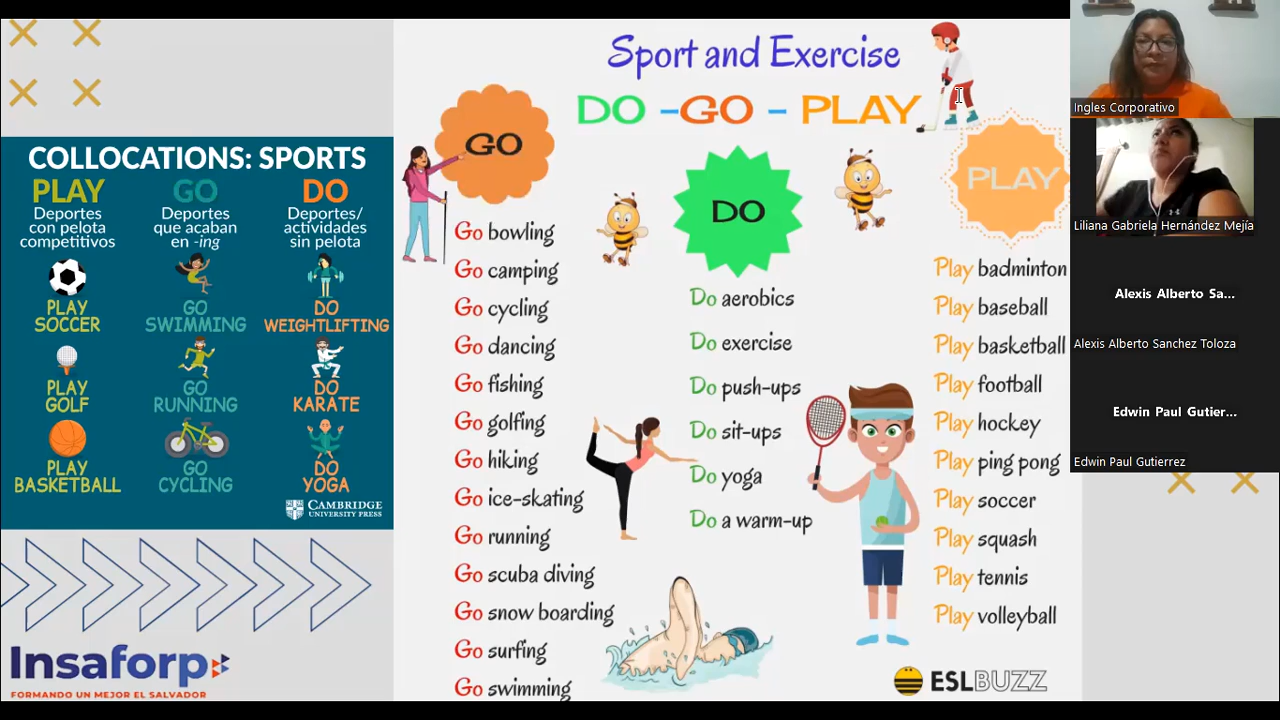 COLLOCATIONS: SPORTS
PLAY
Deportes
con pelota
competitivos
PLAY
SOCCER
PLAY
GOLF
PLAY
BASKETBALL
GO
Deportes
que acaban
en -ing
GO
SWIMMING
GO
RUNNING
GO
CYCLING
DO
Deportes/
actividades
sin pelota
DO
WEIGHTLIFTING
DO
KARATE
DO
YOGA
CAMBRIDGE
UNIVERSITY PRESS
Insaforp
FORMANDO UN MEJOR EL SALVADOR
Sport and Exercise
DO - GO - PLAY
GO
Go bowling
Go camping
Go cycling
Go dancing
Go fishing
Go golfing
Go hiking
Go ice-skating
Go running
Go scuba diving
Go snow boarding
Go surfing
Go swimming
DO
Do aerobics
Do exercise
Do push-ups
Do sit-ups
Do yoga
Do a warm-up
PLAY
Play badminton
Play baseball
Play basketball
Play football
Play hockey
Play ping pong
Play soccer
Play squash
Play tennis
Play volleyball
ESLBUZZ
Ingles Corporativo
Liliana Gabriela Hernández Mejía
Alexis Alberto Sa...
Alexis Alberto Sanchez Toloza
Edwin Paul Gutier...
Edwin Paul Gutierrez